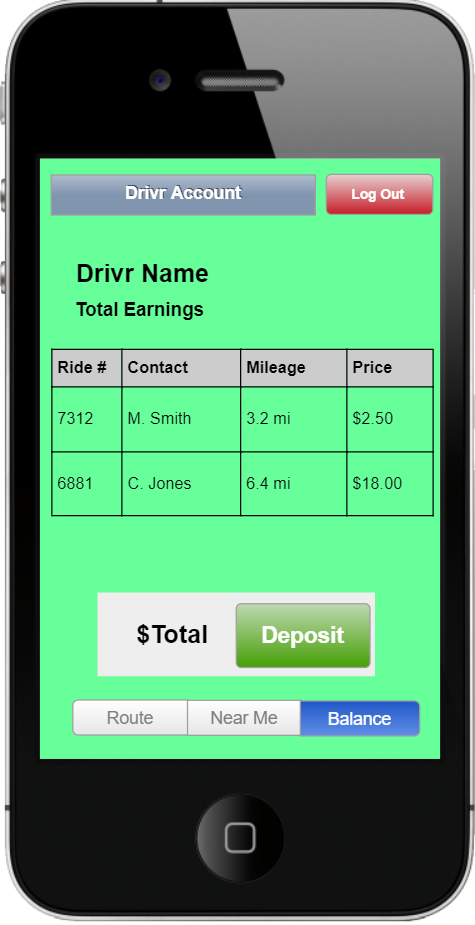 Drivr Account Log Out
Drivr Name
Total Earnings
Ride # Contact Mileage Price
7312 M. Smith 3.2 mi $2.50
6881 C. Jones 6.4 mi $18.00
$Total Deposit
Route Near Me Balance